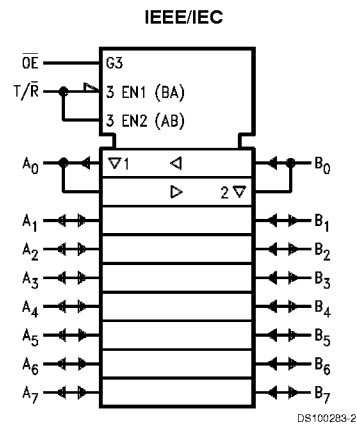 IEEE/IEC
O̅E̅ G3
T/R̅ 3 EN1 (BA)
3 EN2 (AB)
A₀ ▽1 ◁ B₀
▷ 2▽
A₁ B₁
A₂ B₂
A₃ B₃
A₄ B₄
A₅ B₅
A₆ B₆
A₇ B₇
DS100283-2